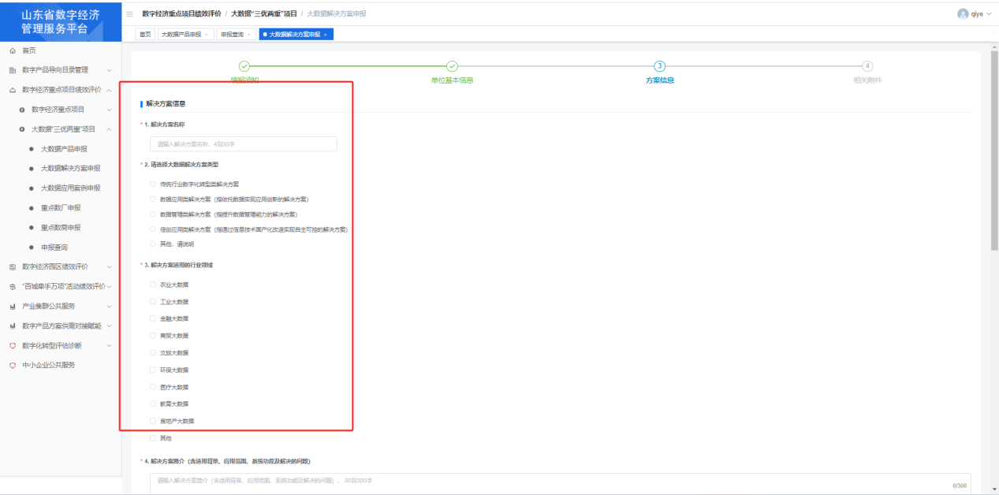 山东省数字经济
管理服务平台
数字经济重点项目绩效评价 / 大数据“三优两重”项目 / 大数据解决方案申报
qiye
首页
大数据产品申报 ×
申报查询 ×
大数据解决方案申报 ×
首页
数字产品导向目录管理
数字经济重点项目绩效评价
数字经济重点项目
大数据“三优两重”项目
大数据产品申报
大数据解决方案申报
大数据应用案例申报
重点数厂申报
重点数商申报
申报查询
数字经济园区绩效评价
“百城牵手万项”活动绩效评价
产业集群公共服务
数字产品方案供需对接赋能
数字化转型评估诊断
中小企业公共服务
填报须知
单位基本信息
3
方案信息
4
相关附件
解决方案信息
* 1. 解决方案名称
请输入解决方案名称，4到30字
* 2. 请选择大数据解决方案类型
传统行业数字化转型类解决方案
数据应用类解决方案（指依托数据实现应用创新的解决方案）
数据管理类解决方案（指提升数据管理能力的解决方案）
信创应用类解决方案（指通过信息技术国产化改造实现自主可控的解决方案）
其他，请说明
* 3. 解决方案适用的行业领域
农业大数据
工业大数据
金融大数据
商贸大数据
文旅大数据
环保大数据
医疗大数据
教育大数据
房地产大数据
其他
* 4. 解决方案简介（含适用背景、应用范围、系统功能及解决的问题）
请输入解决方案简介（含适用背景、应用范围、系统功能及解决的问题），30到300字
0/300